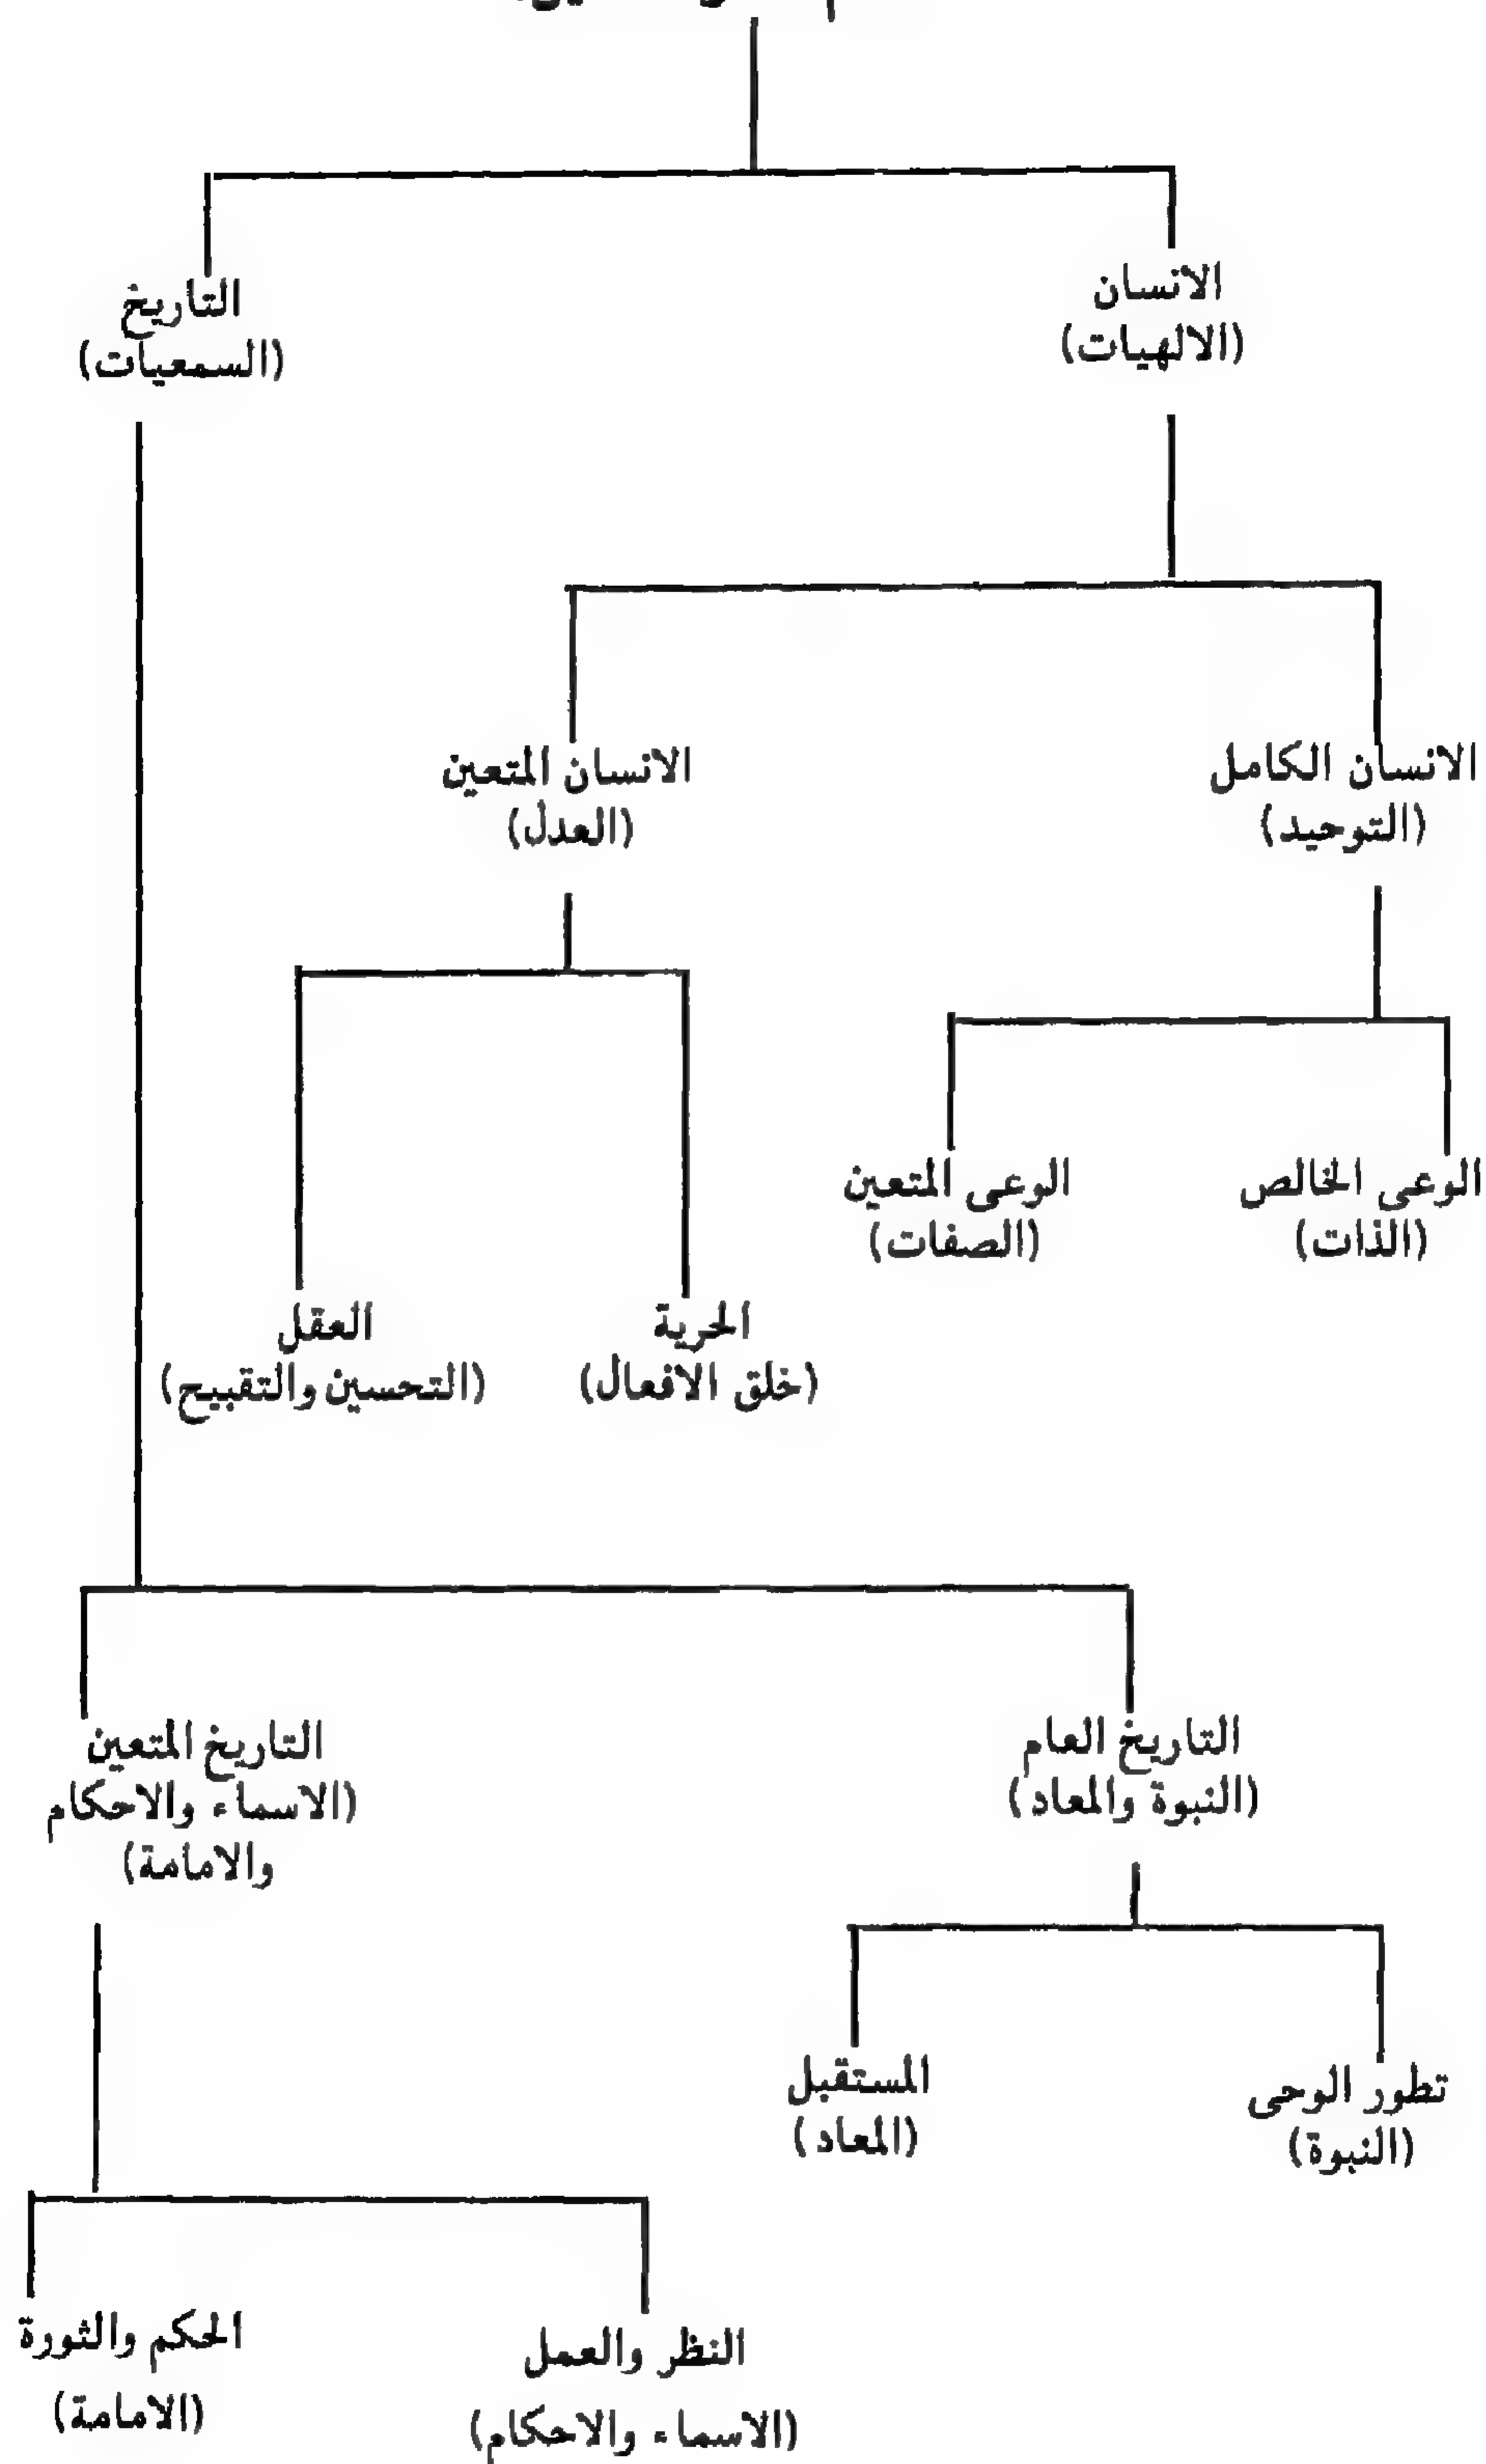 الانسان
(الالهيات)
التاريخ
(السمعيات)
الانسان الكامل
(التوحيد)
الانسان المتعين
(العدل)
الوعى الخالص
(الذات)
الوعى المتعين
(الصفات)
الحرية
(خلق الافعال)
العقل
(التحسين والتقبيح)
التاريخ العام
(النبوة والمعاد)
التاريخ المتعين
(الاسماء والاحكام
والامامة)
تطور الوحى
(النبوة)
المستقبل
(المعاد)
النظر والعمل
(الاسماء والاحكام)
الحكم والثورة
(الامامة)